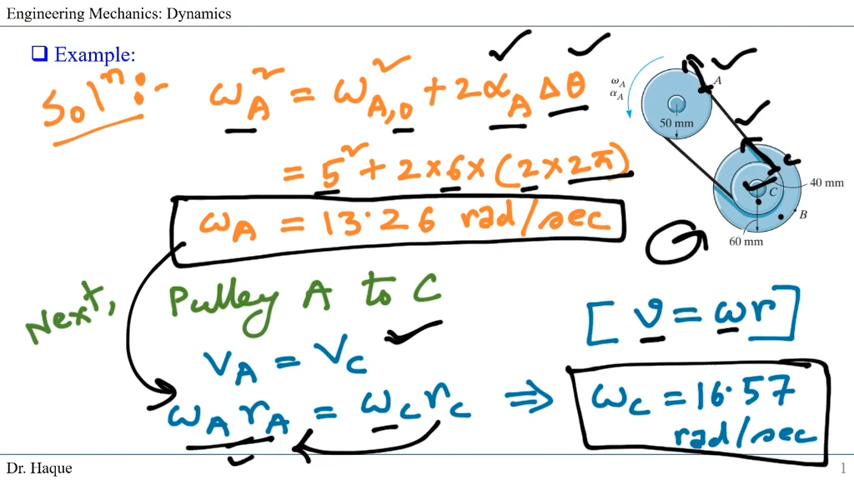 Engineering Mechanics: Dynamics
❑ Example:
Solⁿ:-
ω_A² = ω_A,0² + 2α_A Δθ
= 5² + 2×6×(2×2π)
ω_A = 13.26 rad/sec
Next, Pulley A to C
V_A = V_C
ω_A r_A = ω_C r_C ⇒
[v = ωr]
ω_C = 16.57
rad/sec
ω_A
α_A
A
50 mm
C
40 mm
C
B
60 mm
Dr. Haque
1